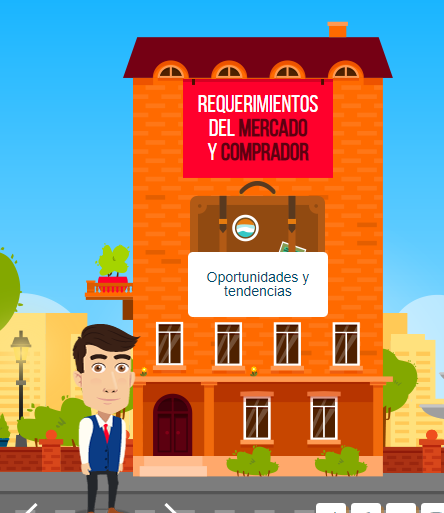 REQUERIMIENTOS
DEL MERCADO
Y COMPRADOR
Oportunidades y
tendencias